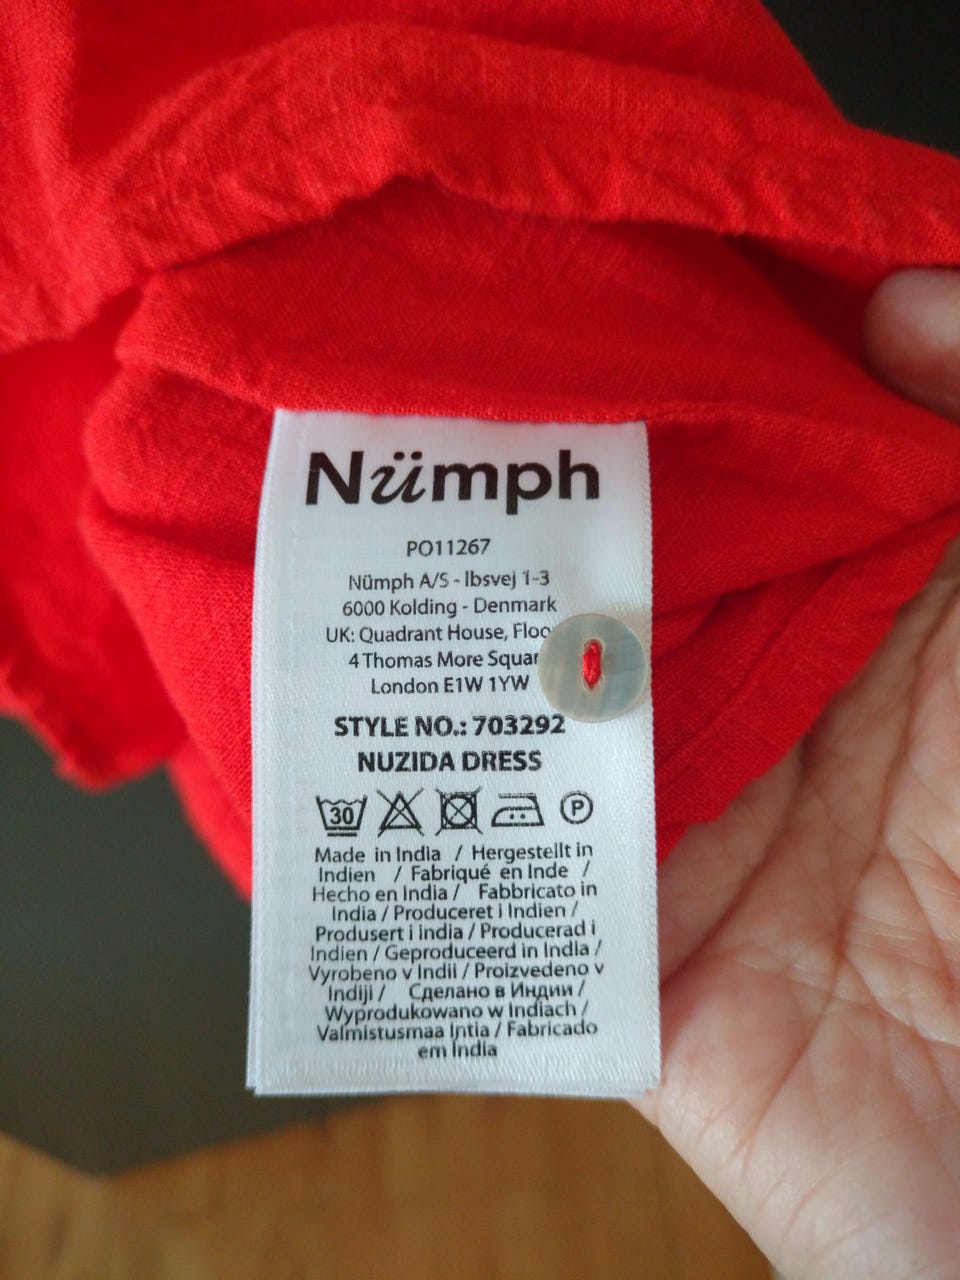 Nümph
PO11267
Nümph A/S - Ibsvej 1-3
6000 Kolding - Denmark
UK: Quadrant House,
4 Thomas More
London E1W 1YW
STYLE NO.: 703292
NUZIDA DRESS
30 P
Made in India / Hergestellt in
Indien / Fabriqué en Inde /
Hecho en India / Fabbricato in
India / Produceret i Indien /
Produsert i india / Producerad i
Indien / Geproduceerd in India /
Vyrobeno v Indii / Proizvedeno v
Indiji / Сделано в Индии /
Wyprodukowano w Indiach /
Valmistusmaa Intia / Fabricado
em India